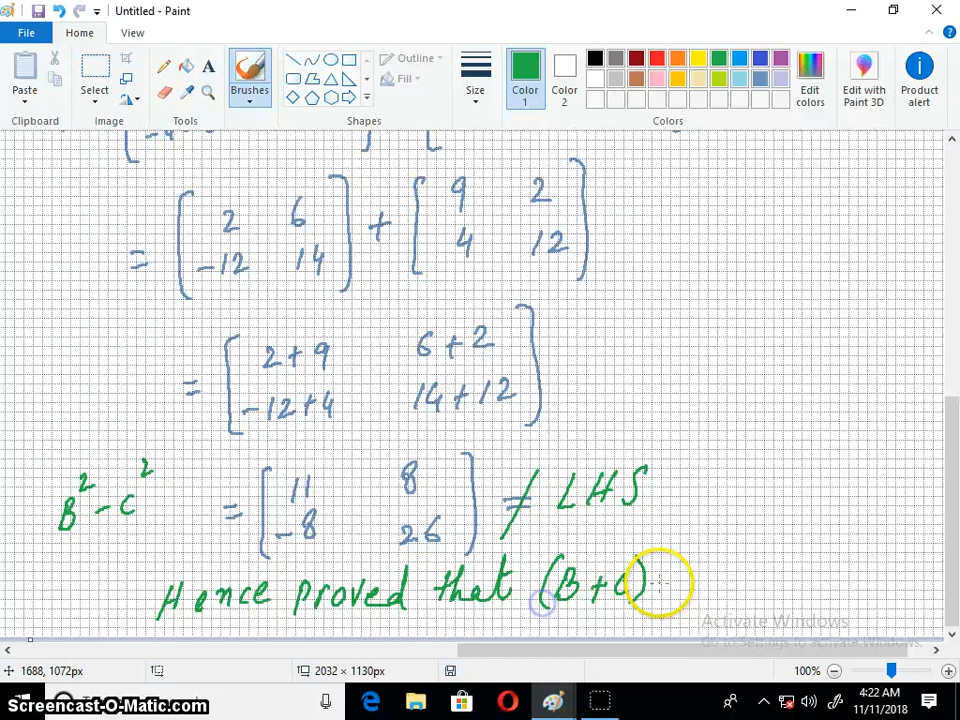 Untitled - Paint
File Home View
Paste Select Brushes Outline Fill Size Color 1 Color 2 Edit colors Edit with Paint 3D Product alert
Image Tools Shapes Colors
[ 2 6 ] + [ 9 2 ]
= [ -12 14 ] [ 4 12 ]
[ 2+9 6+2 ]
= [ -12+4 14+12 ]
B² - C² = [ 11 8 ] ≠ LHS
[ -8 26 ]
Hence proved that (B+C)
Activate Windows
Go to Settings to activate Windows.
1688, 1072px 2032 × 1130px 100%
Screencast-O-Matic.com
4:22 AM
11/11/2018